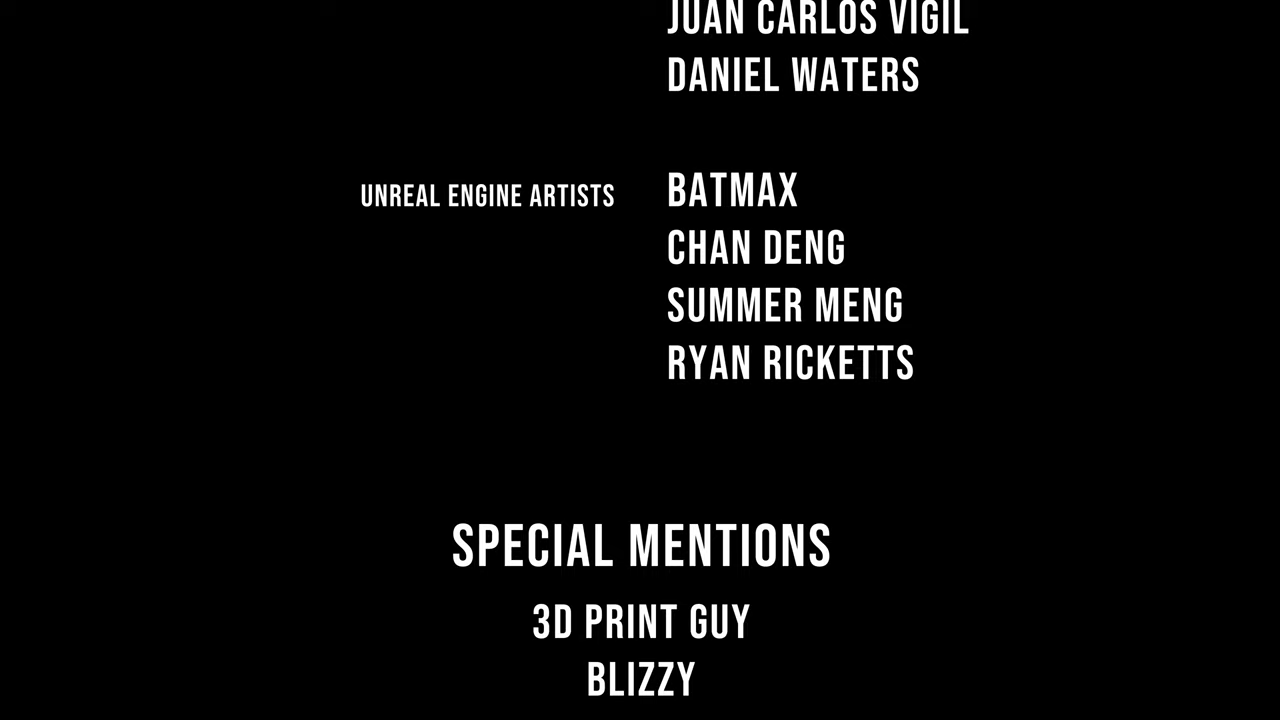 JUAN CARLOS VIGIL
DANIEL WATERS
UNREAL ENGINE ARTISTS BATMAX
CHAN DENG
SUMMER MENG
RYAN RICKETTS
SPECIAL MENTIONS
3D PRINT GUY
BLIZZY